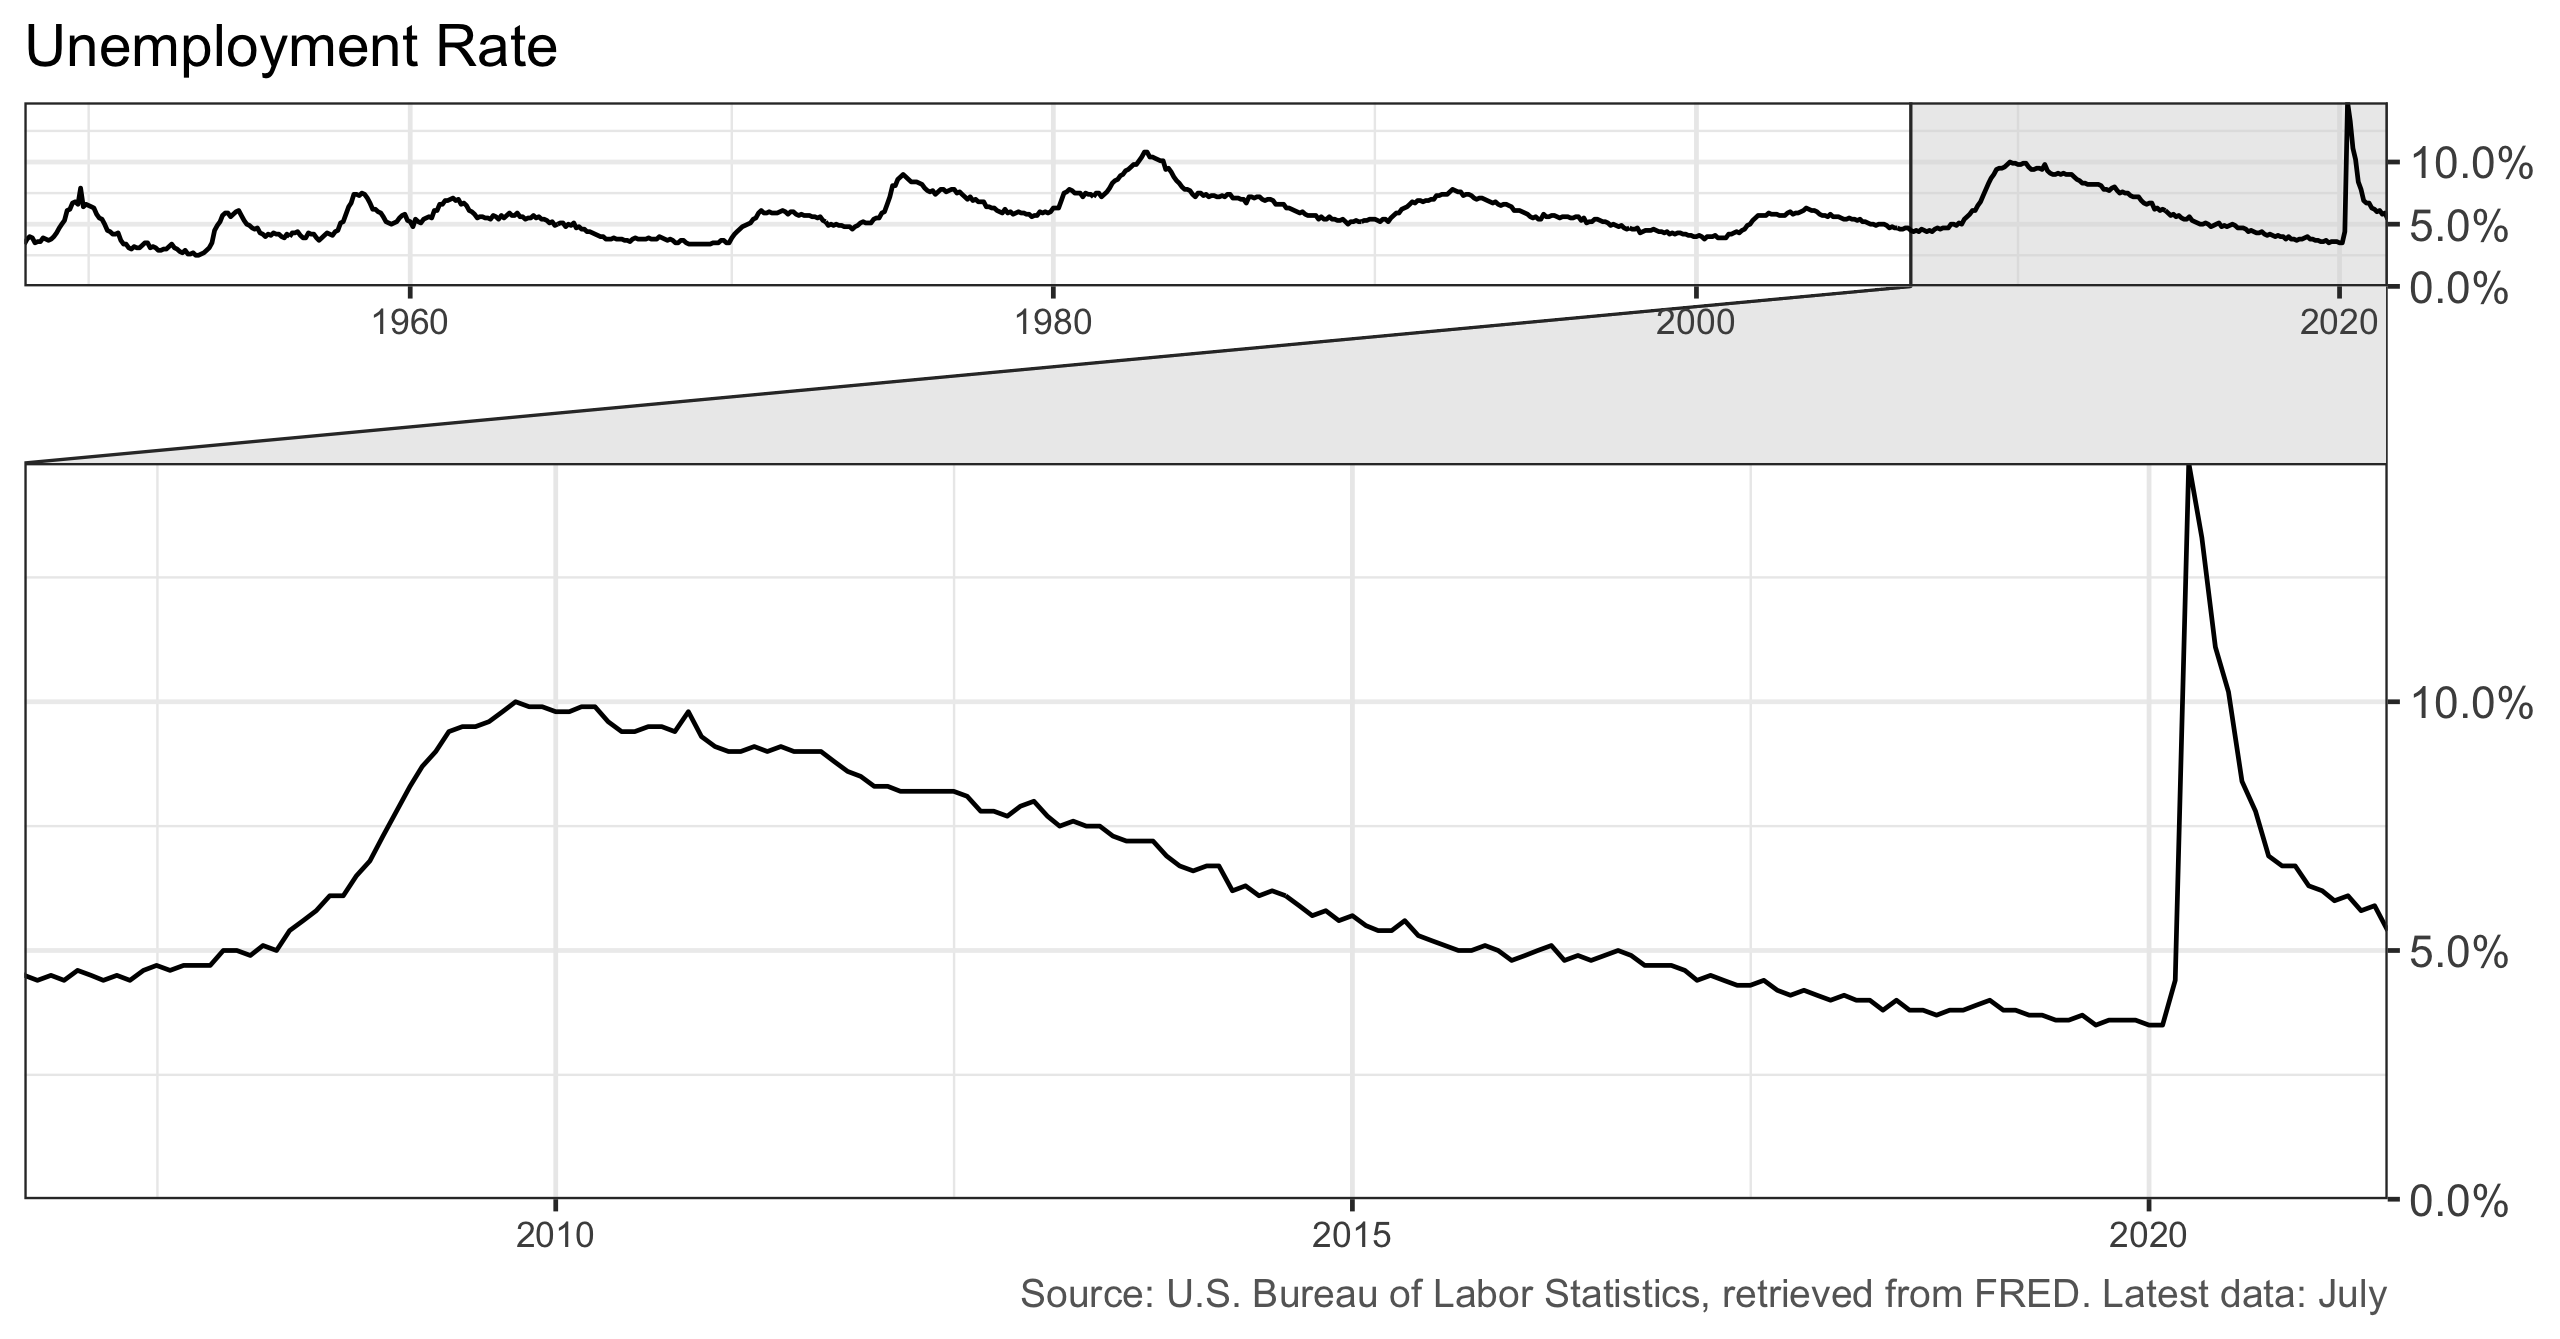 Unemployment Rate
10.0%
5.0%
0.0%
1960 1980 2000 2020
10.0%
5.0%
0.0%
2010 2015 2020
Source: U.S. Bureau of Labor Statistics, retrieved from FRED. Latest data: July